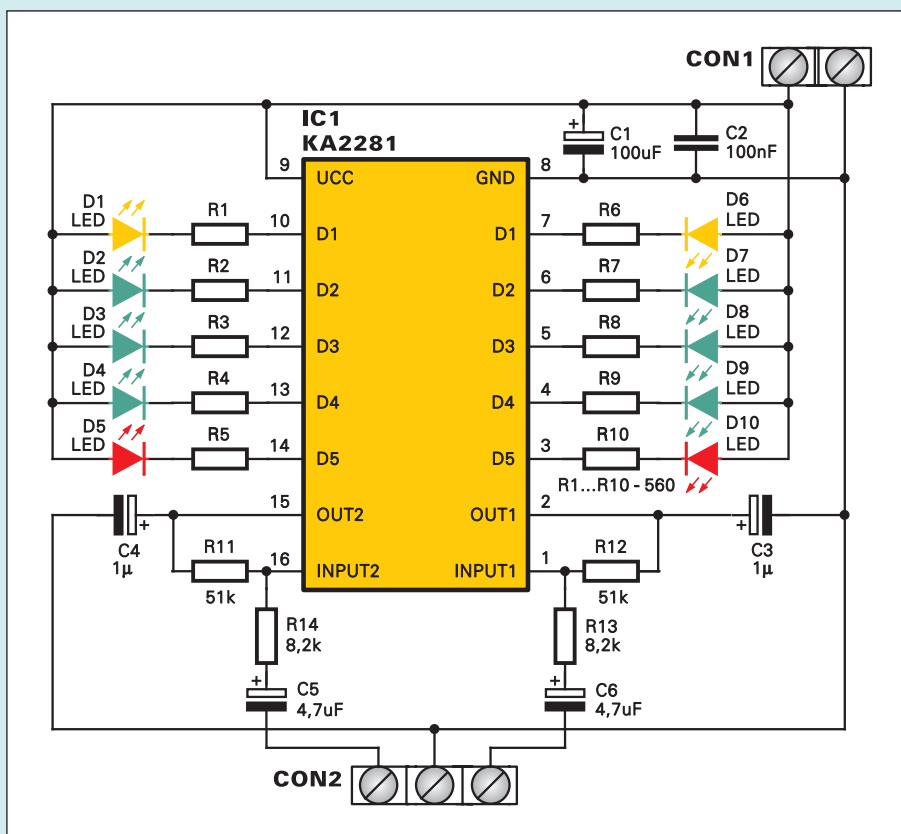 CON1
IC1
KA2281
+
C1
100uF
C2
100nF
9
UCC
GND
8
D1
LED
R1
10
D1
D1
7
R6
D6
LED
D2
LED
R2
11
D2
D2
6
R7
D7
LED
D3
LED
R3
12
D3
D3
5
R8
D8
LED
D4
LED
R4
13
D4
D4
4
R9
D9
LED
D5
LED
R5
14
D5
D5
3
R10
D10
LED
R1...R10 - 560
15
OUT2
OUT1
2
+
C4
1µ
+
C3
1µ
R11
51k
16
INPUT2
INPUT1
1
R12
51k
R14
8,2k
R13
8,2k
+
C5
4,7uF
+
C6
4,7uF
CON2